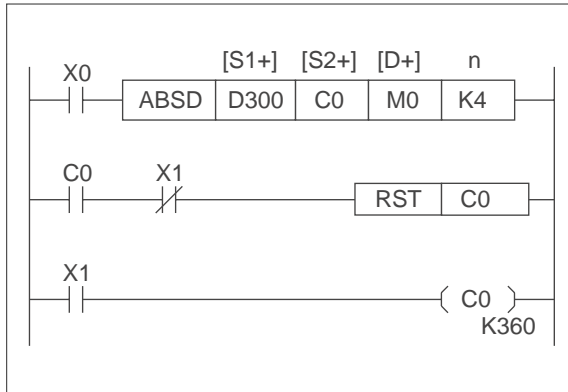 [S1+] [S2+] [D+] n
X0
ABSD D300 C0 M0 K4
C0 X1
RST C0
X1
C0
K360